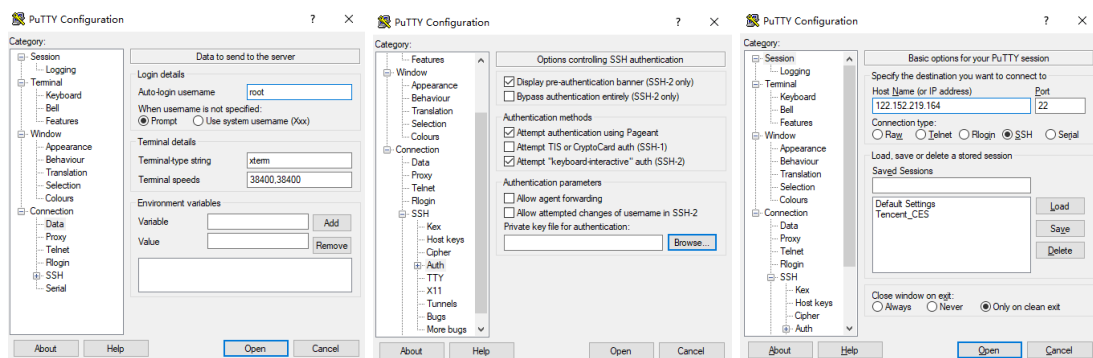 PuTTY Configuration ? ×
Category:
Session
Logging
Terminal
Keyboard
Bell
Features
Window
Appearance
Behaviour
Translation
Selection
Colours
Connection
Data
Proxy
Telnet
Rlogin
SSH
Serial
Data to send to the server
Login details
Auto-login username root
When username is not specified:
Prompt Use system username (Xxx)
Terminal details
Terminal-type string xterm
Terminal speeds 38400,38400
Environment variables
Variable Add
Value Remove
About Help Open Cancel
PuTTY Configuration ? ×
Category:
Features
Window
Appearance
Behaviour
Translation
Selection
Colours
Connection
Data
Proxy
Telnet
Rlogin
SSH
Kex
Host keys
Cipher
Auth
TTY
X11
Tunnels
Bugs
More bugs
Options controlling SSH authentication
Display pre-authentication banner (SSH-2 only)
Bypass authentication entirely (SSH-2 only)
Authentication methods
Attempt authentication using Pageant
Attempt TIS or CryptoCard auth (SSH-1)
Attempt "keyboard-interactive" auth (SSH-2)
Authentication parameters
Allow agent forwarding
Allow attempted changes of username in SSH-2
Private key file for authentication:
Browse...
About Help Open Cancel
PuTTY Configuration ? ×
Category:
Session
Logging
Terminal
Keyboard
Bell
Features
Window
Appearance
Behaviour
Translation
Selection
Colours
Connection
Data
Proxy
Telnet
Rlogin
SSH
Kex
Host keys
Cipher
Auth
Basic options for your PuTTY session
Specify the destination you want to connect to
Host Name (or IP address) Port
122.152.219.164 22
Connection type:
Raw Telnet Rlogin SSH Serial
Load, save or delete a stored session
Saved Sessions
Default Settings
Tencent_CES
Load
Save
Delete
Close window on exit:
Always Never Only on clean exit
About Help Open Cancel